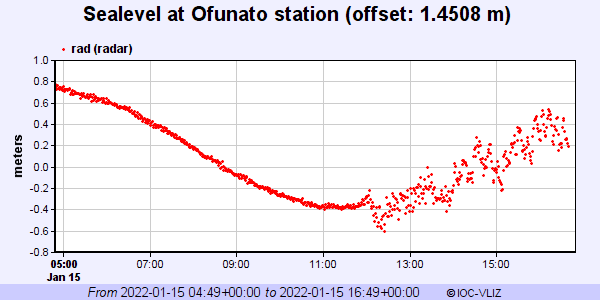 Sealevel at Ofunato station (offset: 1.4508 m)
rad (radar)
1.0
0.8
0.6
0.4
0.2
0.0
-0.2
-0.4
-0.6
-0.8
meters
05:00 07:00 09:00 11:00 13:00 15:00
Jan 15
From 2022-01-15 04:49+00:00 to 2022-01-15 16:49+00:00 © IOC-VLIZ